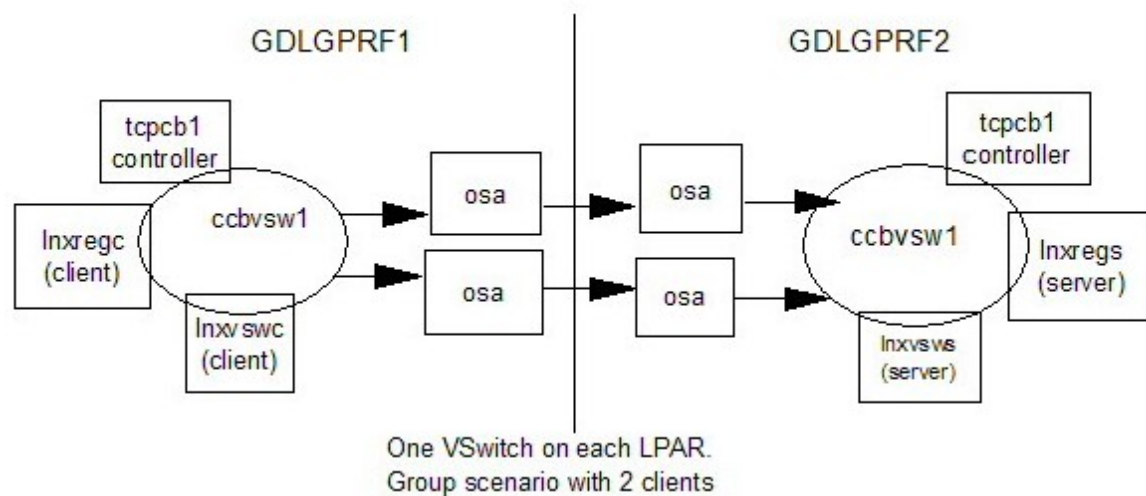 GDLGPRF1
GDLGPRF2
tcpcb1
controller
ccbvsw1
lnxregc
(client)
lnxvswc
(client)
osa
osa
osa
osa
tcpcb1
controller
ccbvsw1
lnxregs
(server)
lnxvsws
(server)
One VSwitch on each LPAR.
Group scenario with 2 clients